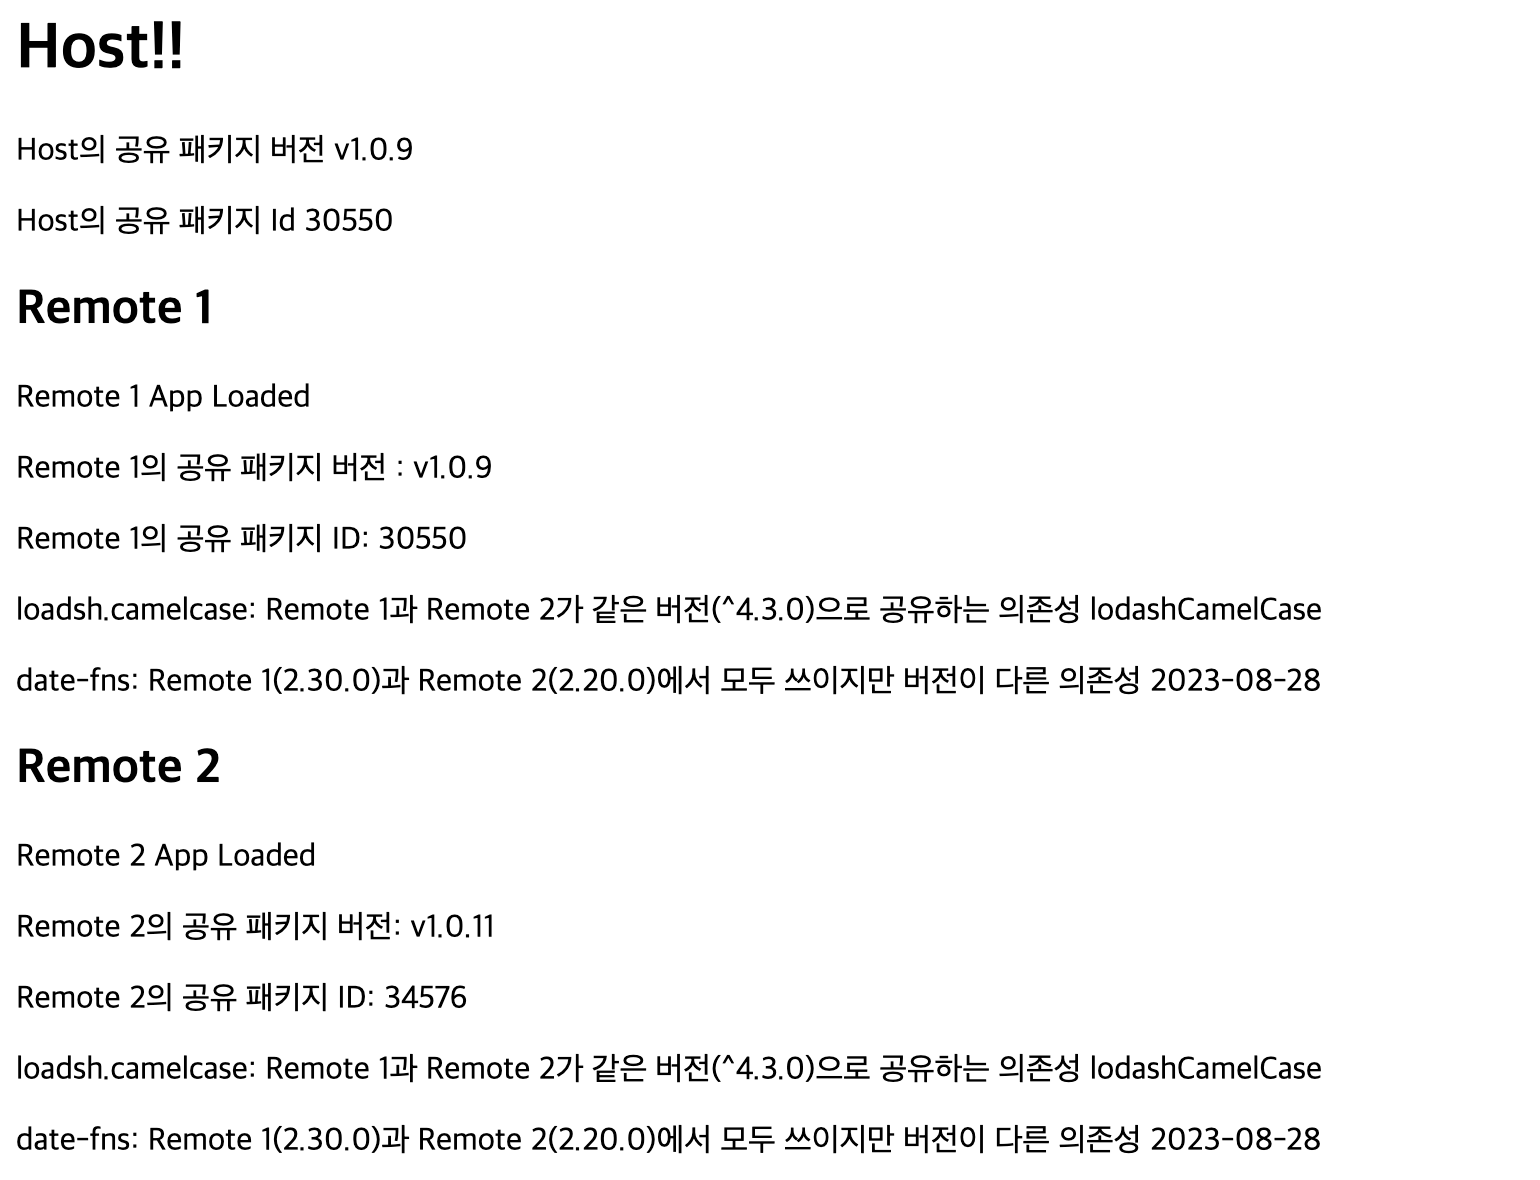 Host!!
Host의 공유 패키지 버전 v1.0.9
Host의 공유 패키지 Id 30550
Remote 1
Remote 1 App Loaded
Remote 1의 공유 패키지 버전 : v1.0.9
Remote 1의 공유 패키지 ID: 30550
loadsh.camelcase: Remote 1과 Remote 2가 같은 버전(^4.3.0)으로 공유하는 의존성 lodashCamelCase
date-fns: Remote 1(2.30.0)과 Remote 2(2.20.0)에서 모두 쓰이지만 버전이 다른 의존성 2023-08-28
Remote 2
Remote 2 App Loaded
Remote 2의 공유 패키지 버전: v1.0.11
Remote 2의 공유 패키지 ID: 34576
loadsh.camelcase: Remote 1과 Remote 2가 같은 버전(^4.3.0)으로 공유하는 의존성 lodashCamelCase
date-fns: Remote 1(2.30.0)과 Remote 2(2.20.0)에서 모두 쓰이지만 버전이 다른 의존성 2023-08-28